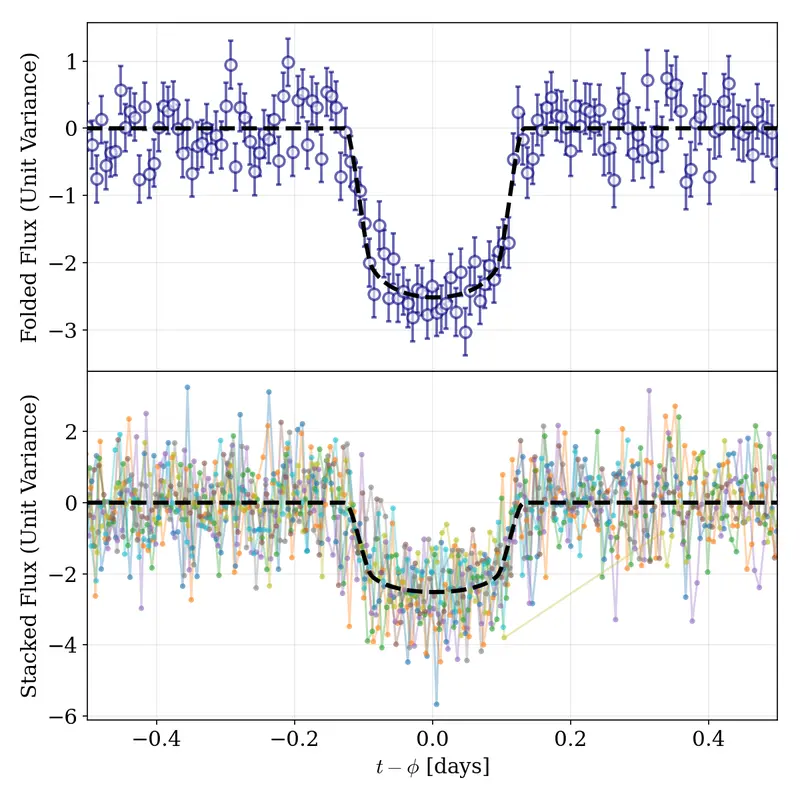 Folded Flux (Unit Variance)
1
0
−1
−2
−3
Stacked Flux (Unit Variance)
2
0
−2
−4
−6
−0.4 −0.2 0.0 0.2 0.4
t − ϕ [days]